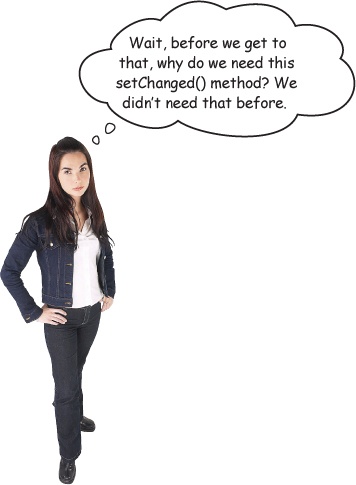 Wait, before we get to
that, why do we need this
setChanged() method? We
didn't need that before.